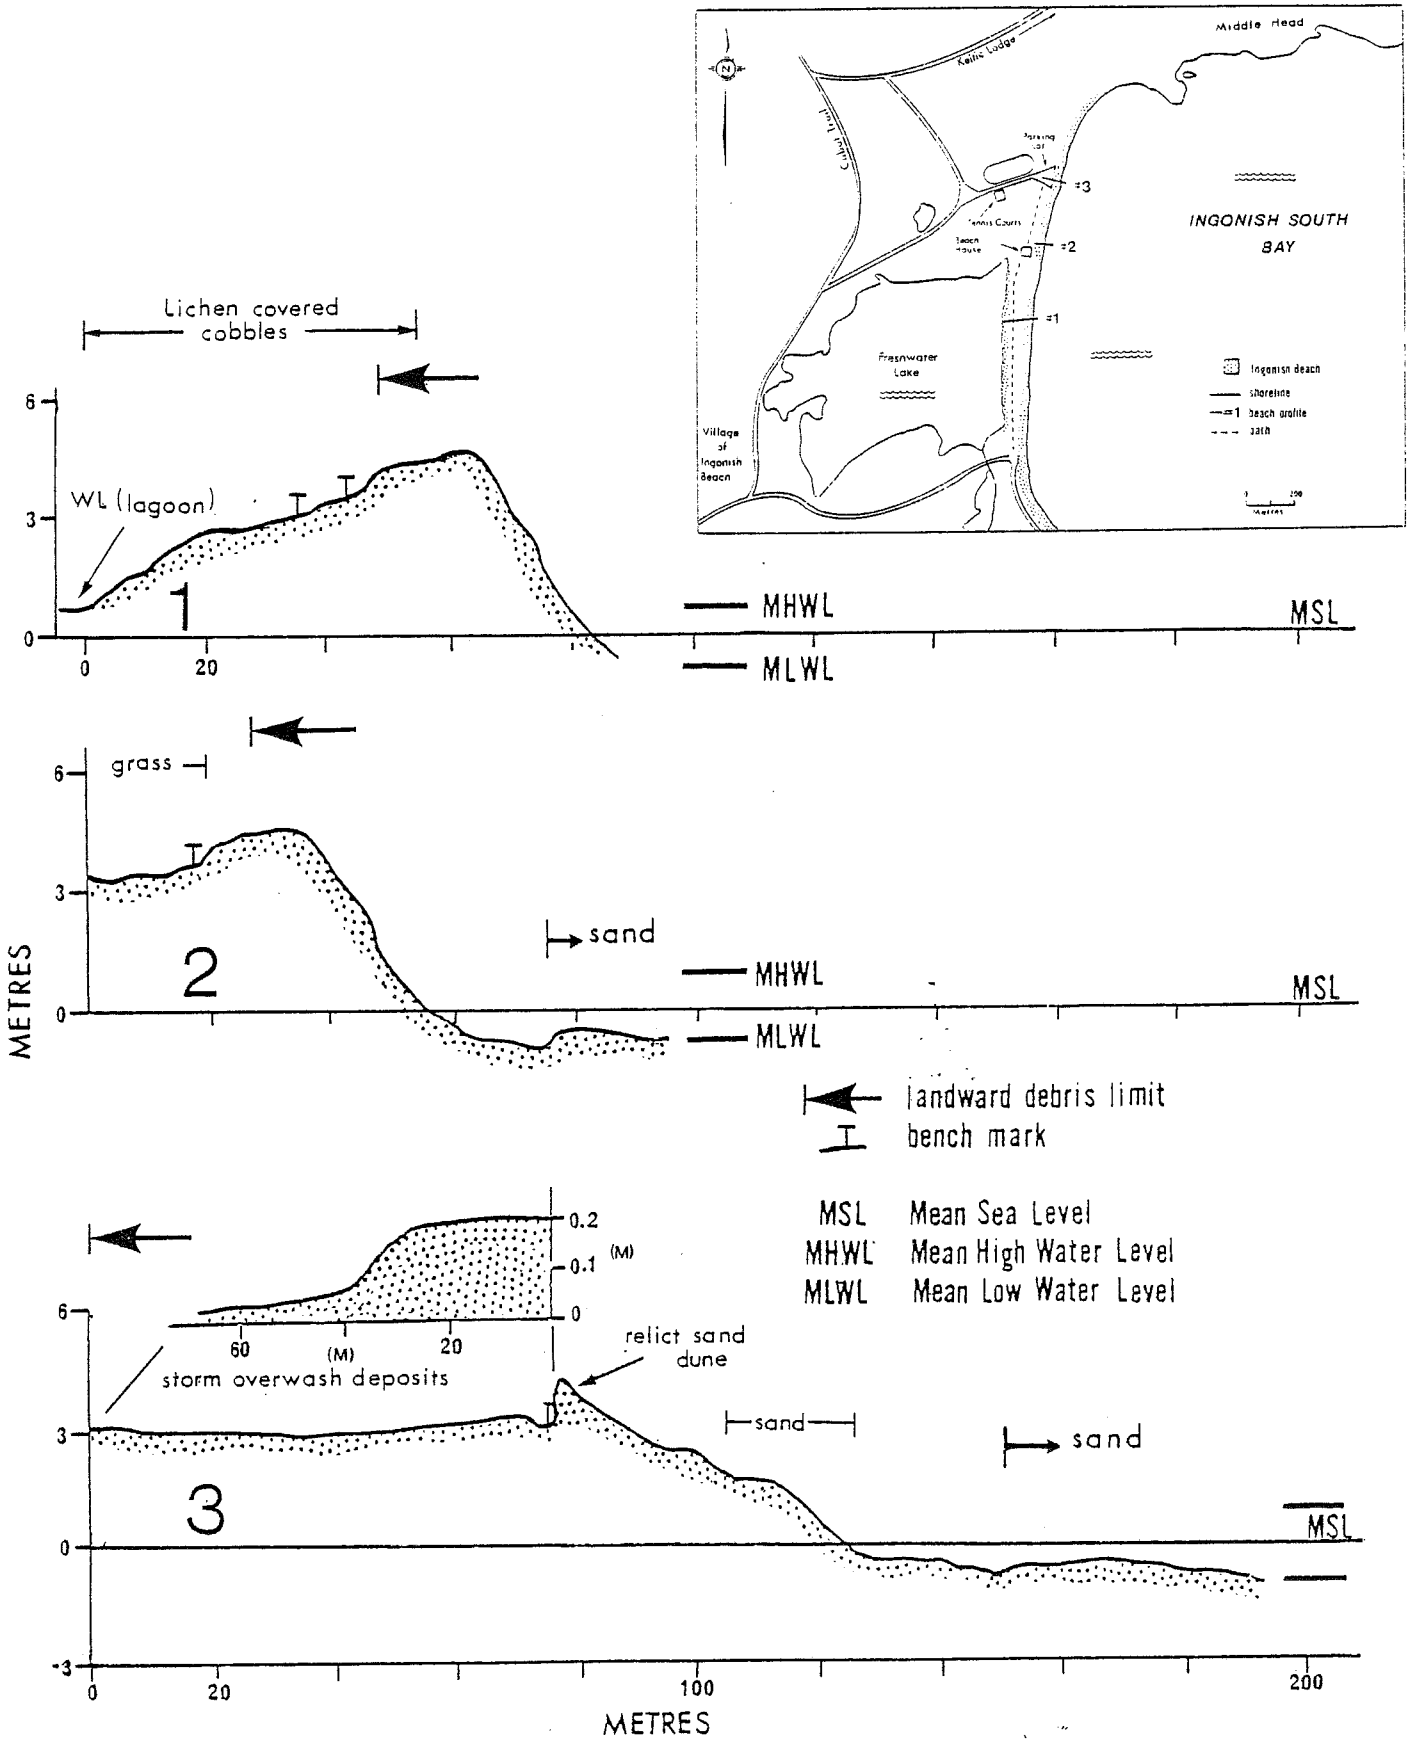 Middle Head
Keltic Lodge
N
Cabot Trail
Parking
Lot
=3
INGONISH SOUTH
BAY
Tennis Courts
Beach
House
=2
=1
Freshwater
Lake
Ingonish Beach
shoreline
=1 beach profile
path
Village
of
Ingonish
Beach
0 200
Metres
Lichen covered
cobbles
6
WL (lagoon)
3
1
MHWL
MSL
0
0 20
MLWL
grass
6
3
sand
2
MHWL
MSL
0
MLWL
METRES
landward debris limit
bench mark
MSL Mean Sea Level
MHWL Mean High Water Level
MLWL Mean Low Water Level
0.2
0.1 (M)
0
60 (M) 20
storm overwash deposits
relict sand
dune
6
3
sand
sand
3
MSL
0
-3
0 20 100 200
METRES